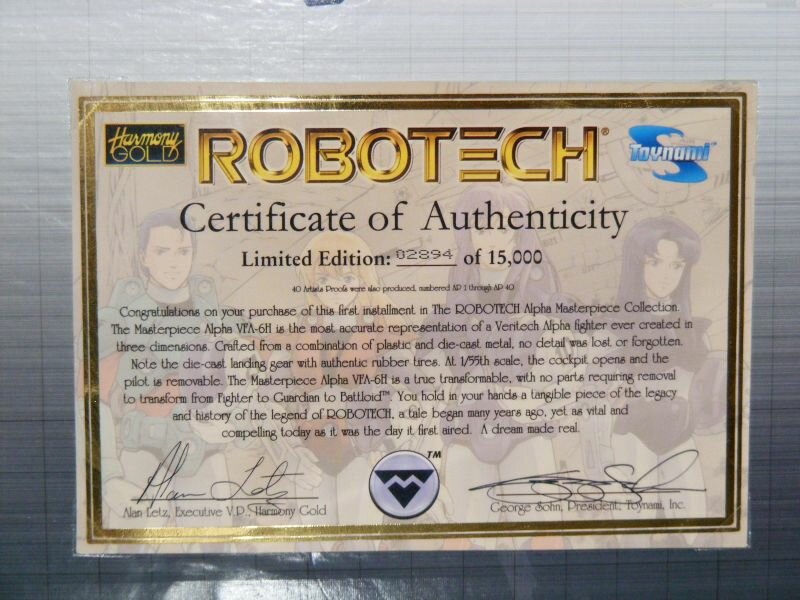 Harmony
GOLD
ROBOTECH®
Toynami™
Certificate of Authenticity
Limited Edition: 02894 of 15,000
40 Artists Proofs were also produced, numbered AP 1 through AP 40
Congratulations on your purchase of this first installment in The ROBOTECH Alpha Masterpiece Collection.
The Masterpiece Alpha VFA-6H is the most accurate representation of a Veritech Alpha fighter ever created in
three dimensions. Crafted from a combination of plastic and die-cast metal, no detail was lost or forgotten.
Note the die-cast landing gear with authentic rubber tires. At 1/55th scale, the cockpit opens and the
pilot is removable. The Masterpiece Alpha VFA-6H is a true transformable, with no parts requiring removal
to transform from Fighter to Guardian to Battloid™. You hold in your hands a tangible piece of the legacy
and history of the legend of ROBOTECH, a tale began many years ago, yet as vital and
compelling today as it was the day it first aired. A dream made real.
Alan Letz
TM
Alan Letz, Executive V.P., Harmony Gold
George Sohn, President, Toynami, Inc.